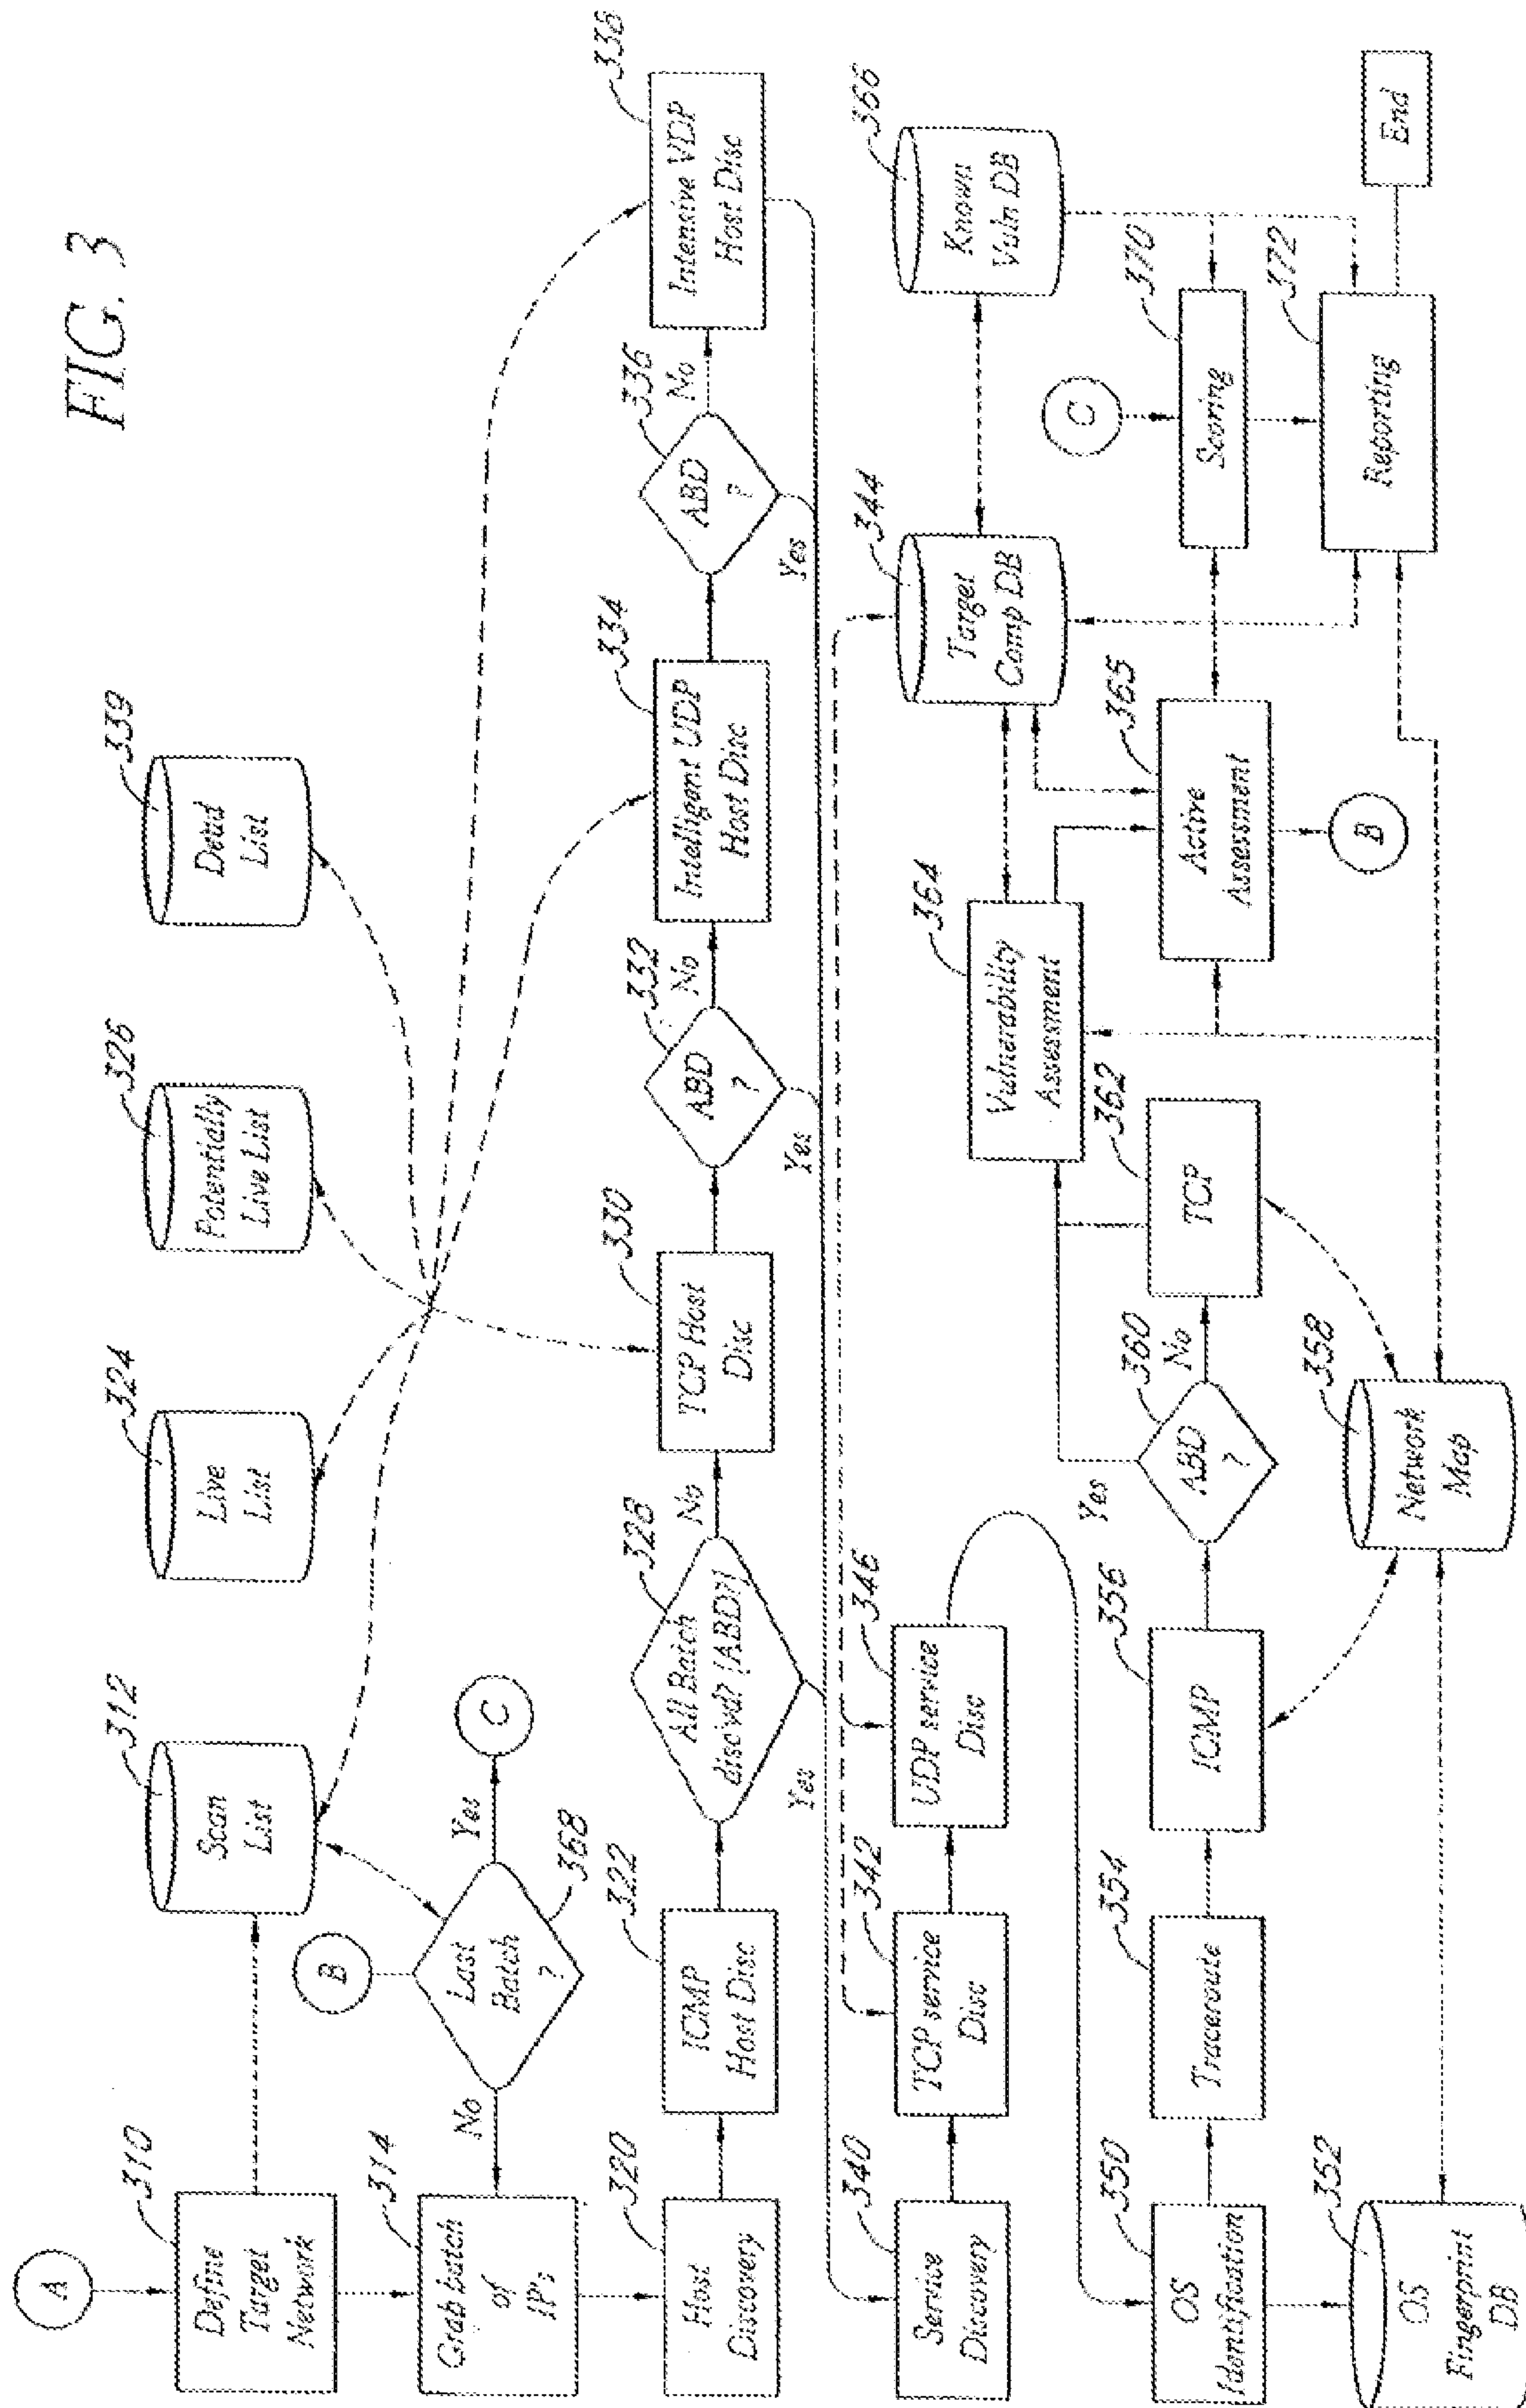 FIG. 3
A
310
Define
Target
Network
312
Scan
List
324
Live
List
326
Potentially
Live List
339
Dead
List
314
Grab batch
of
IP's
No
B
Last
Batch
?
368
Yes
C
320
Host
Discovery
322
ICMP
Host Disc
328
All Batch
disc'vd? [ABD?]
No
Yes
330
TCP Host
Disc
332
ABD
?
No
Yes
334
Intelligent UDP
Host Disc
336
ABD
?
No
Yes
338
Intensive VDP
Host Disc
340
Service
Discovery
342
TCP service
Disc
346
UDP service
Disc
344
Target
Comp DB
366
Known
Vuln DB
350
OS
Identification
354
Traceroute
356
ICMP
360
ABD
?
Yes
No
362
TCP
364
Vulnerability
Assessment
365
Active
Assessment
B
C
370
Scoring
372
Reporting
End
352
OS
Fingerprint
DB
358
Network
Map